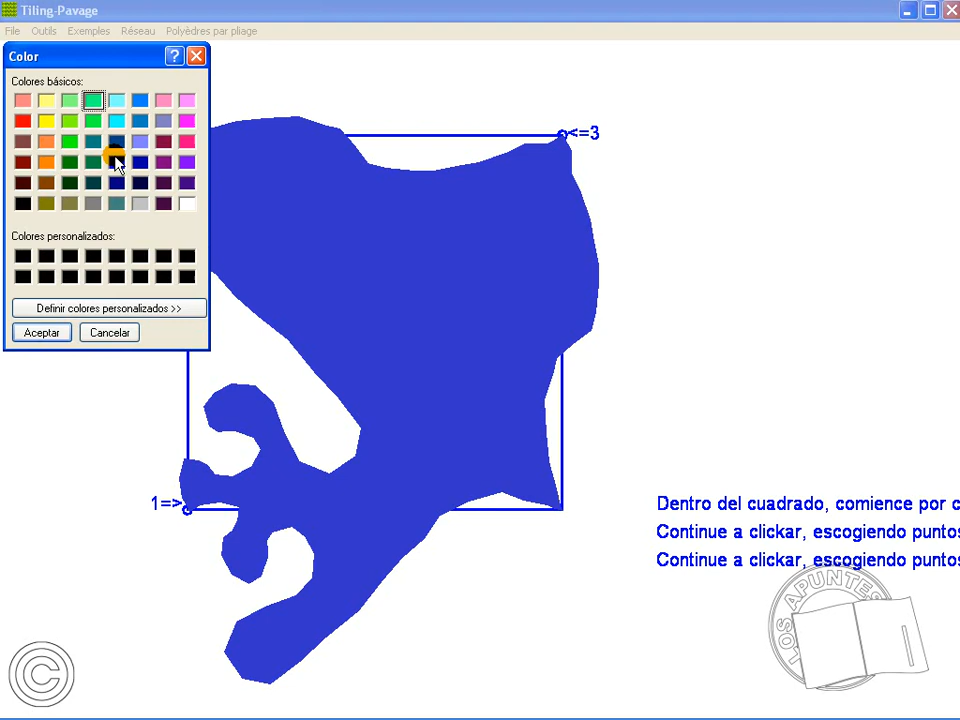 Tiling-Pavage
File Outils Exemples Réseau Polyèdres par pliage
Color
Colores básicos:
Colores personalizados:
Definir colores personalizados >>
Aceptar Cancelar
<=3
1=>
Dentro del cuadrado, comience por c
Continue a clickar, escogiendo puntos
Continue a clickar, escogiendo puntos
LOS APUNTES